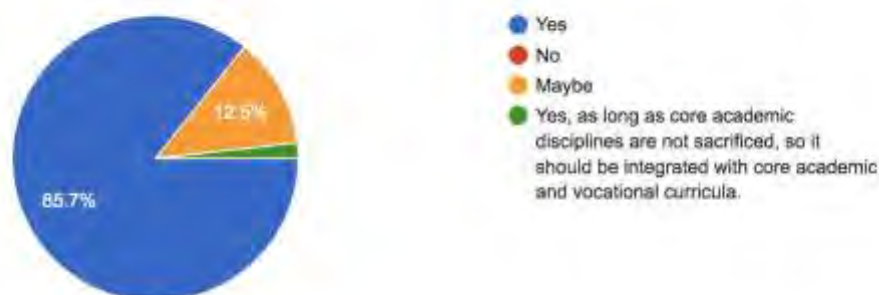 Yes
No
Maybe
Yes, as long as core academic
disciplines are not sacrificed, so it
should be integrated with core academic
and vocational curricula.
12.5%
85.7%